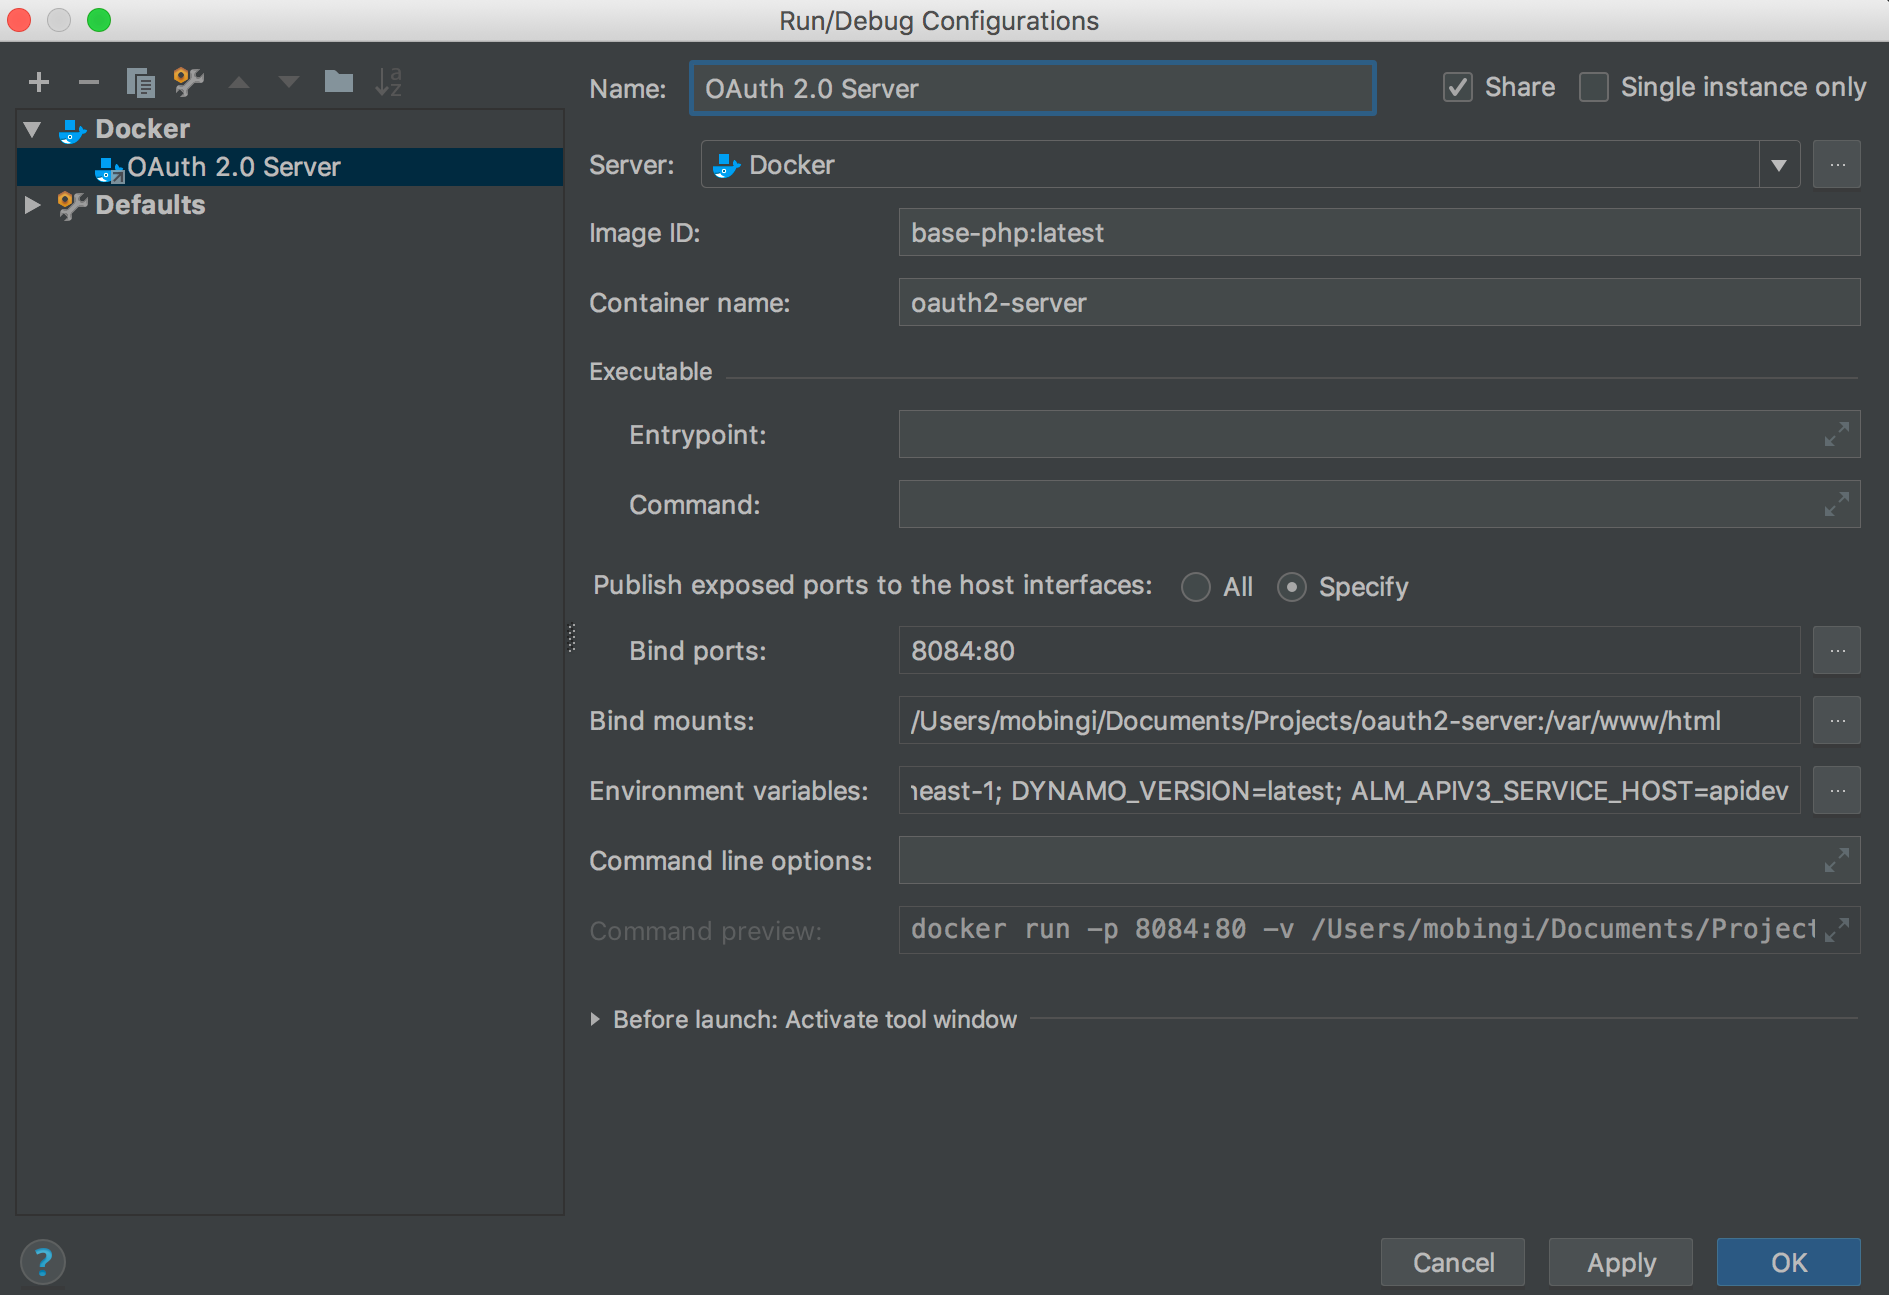 Run/Debug Configurations
Name: OAuth 2.0 Server Share Single instance only
Docker
OAuth 2.0 Server
Defaults
Server: Docker ...
Image ID: base-php:latest
Container name: oauth2-server
Executable
Entrypoint:
Command:
Publish exposed ports to the host interfaces: All Specify
Bind ports: 8084:80 ...
Bind mounts: /Users/mobingi/Documents/Projects/oauth2-server:/var/www/html ...
Environment variables: heast-1; DYNAMO_VERSION=latest; ALM_APIV3_SERVICE_HOST=apidev ...
Command line options:
Command preview: docker run -p 8084:80 -v /Users/mobingi/Documents/Project
Before launch: Activate tool window
? Cancel Apply OK